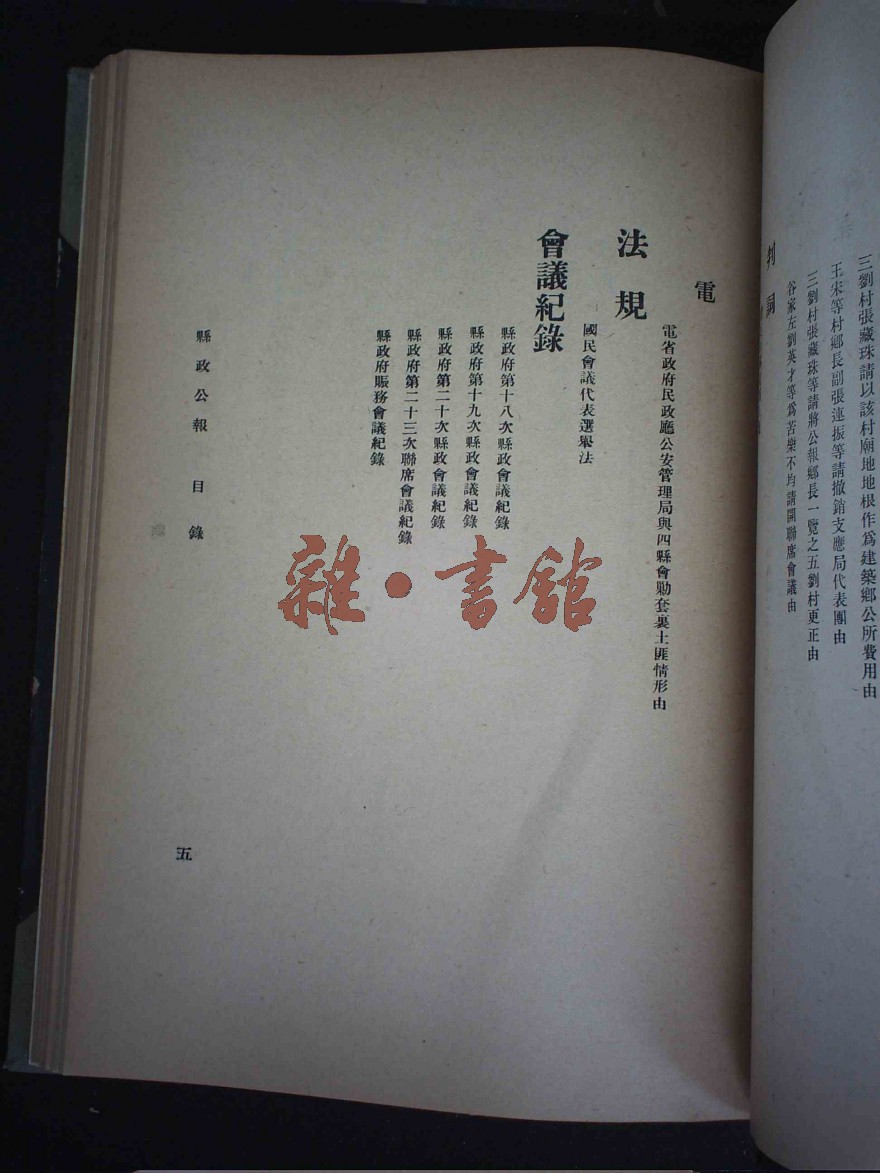 三劉村張藏珠請以該村廟地地根作爲建築鄉公所費用由
王宋等村鄉長副張連振等請撤銷支應局代表團由
三劉村張藏珠等請將公報鄉長一覽之五劉村更正由
谷家左劉英才等爲苦樂不均請開聯席會議由
判詞
電
電省政府民政廳公安管理局與四縣會勦套裏土匪情形由
法規
國民會議代表選舉法
會議紀錄
縣政府第十八次縣政會議紀錄
縣政府第十九次縣政會議紀錄
縣政府第二十次縣政會議紀錄
縣政府第二十三次聯席會議紀錄
縣政府賑務會議紀錄
縣政公報 目錄
五
雜·書館